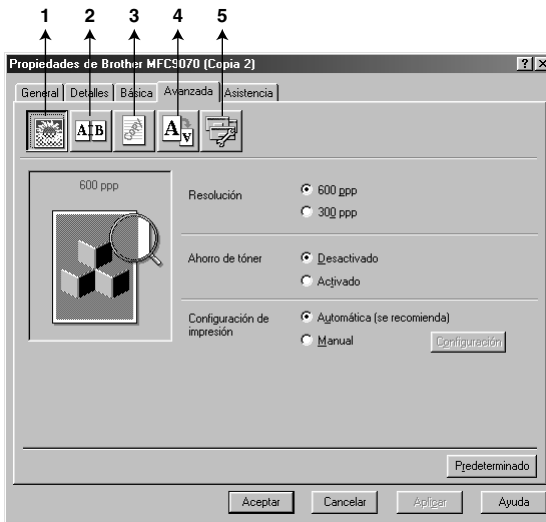 1 2 3 4 5
Propiedades de Brother MFC9070 (Copia 2)
General Detalles Básica Avanzada Asistencia
A B Copy A A
600 ppp
Resolución
600 ppp
300 ppp
Ahorro de tóner
Desactivado
Activado
Configuración de
impresión
Automática (se recomienda)
Manual
Configuración
Predeterminado
Aceptar Cancelar Aplicar Ayuda